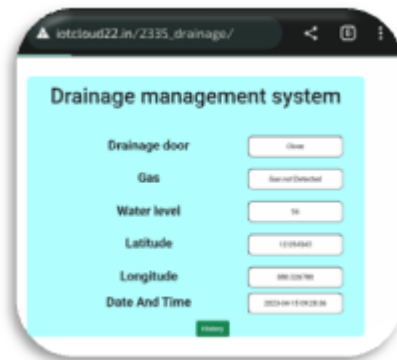 iotcloud22.in/2335_drainage/
Drainage management system
Drainage door
Close
Gas
Gas not Detected
Water level
Latitude
Longitude
Date And Time
History